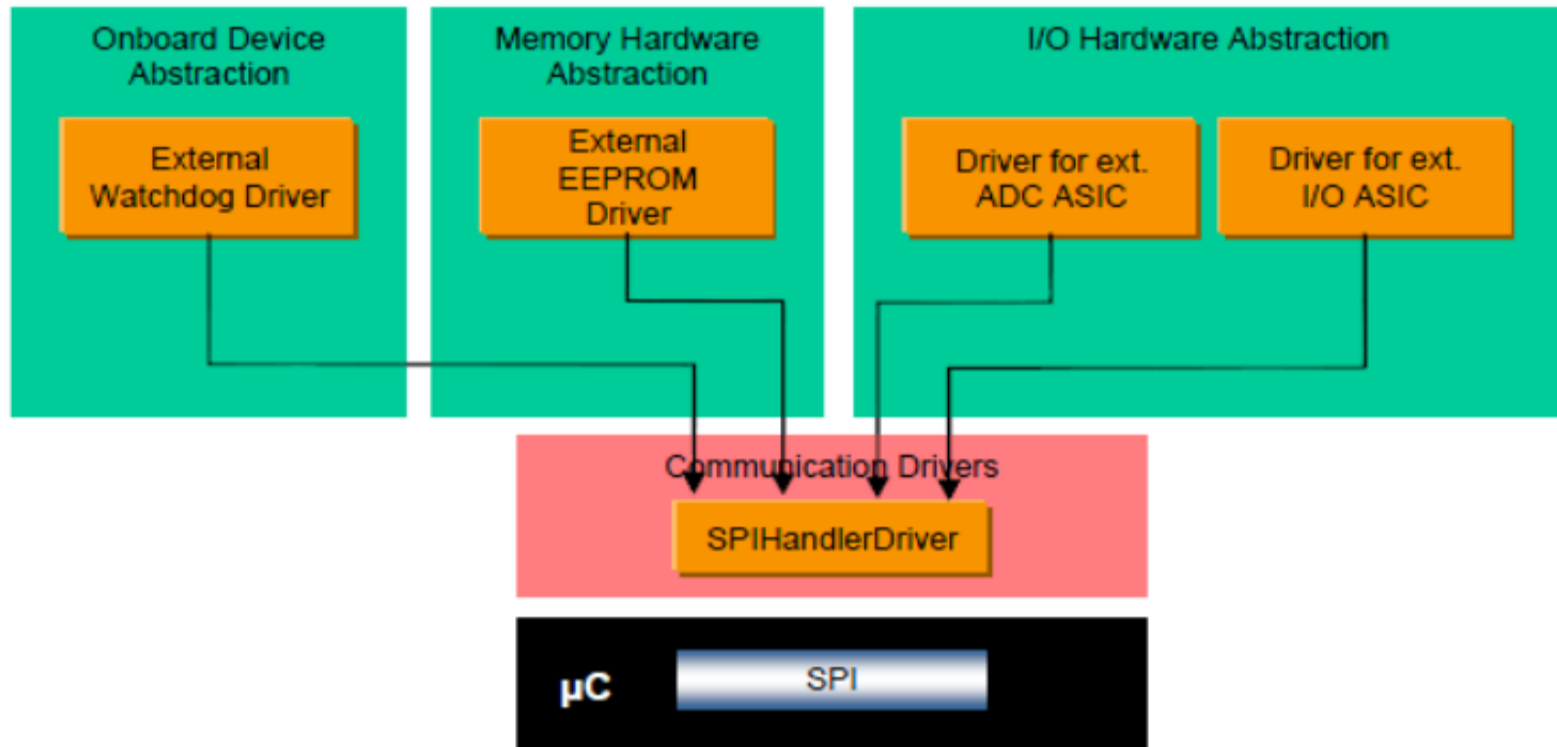 Onboard Device
Abstraction
Memory Hardware
Abstraction
I/O Hardware Abstraction
External
Watchdog Driver
External
EEPROM
Driver
Driver for ext.
ADC ASIC
Driver for ext.
I/O ASIC
Communication Drivers
SPIHandlerDriver
µC
SPI